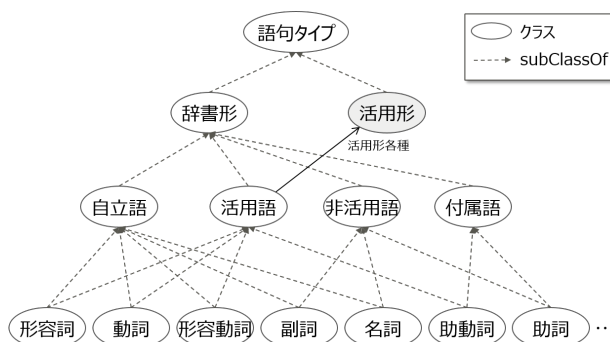 語句タイプ
クラス
subClassOf
辞書形
活用形
活用形各種
自立語
活用語
非活用語
付属語
形容詞
動詞
形容動詞
副詞
名詞
助動詞
助詞
…